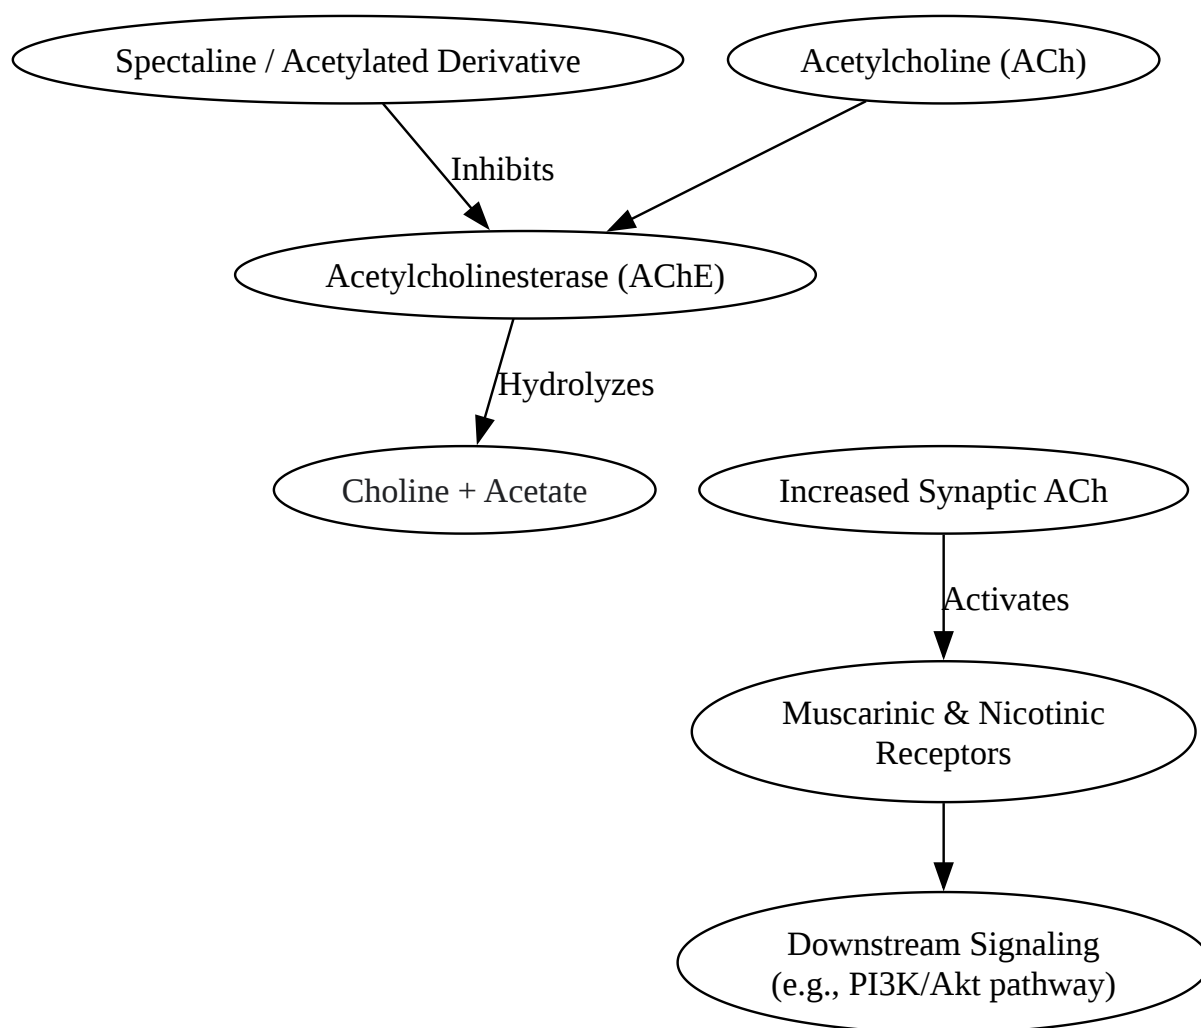 Spectaline / Acetylated Derivative
Acetylcholine (ACh)
Inhibits
Acetylcholinesterase (AChE)
Hydrolyzes
Choline + Acetate
Increased Synaptic ACh
Activates
Muscarinic & Nicotinic
Receptors
Downstream Signaling
(e.g., PI3K/Akt pathway)